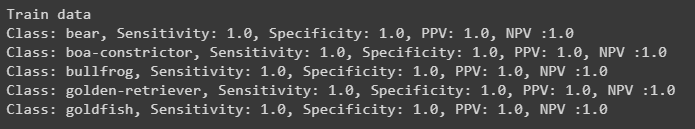 Train data
Class: bear, Sensitivity: 1.0, Specificity: 1.0, PPV: 1.0, NPV :1.0
Class: boa-constrictor, Sensitivity: 1.0, Specificity: 1.0, PPV: 1.0, NPV :1.0
Class: bullfrog, Sensitivity: 1.0, Specificity: 1.0, PPV: 1.0, NPV :1.0
Class: golden-retriever, Sensitivity: 1.0, Specificity: 1.0, PPV: 1.0, NPV :1.0
Class: goldfish, Sensitivity: 1.0, Specificity: 1.0, PPV: 1.0, NPV :1.0